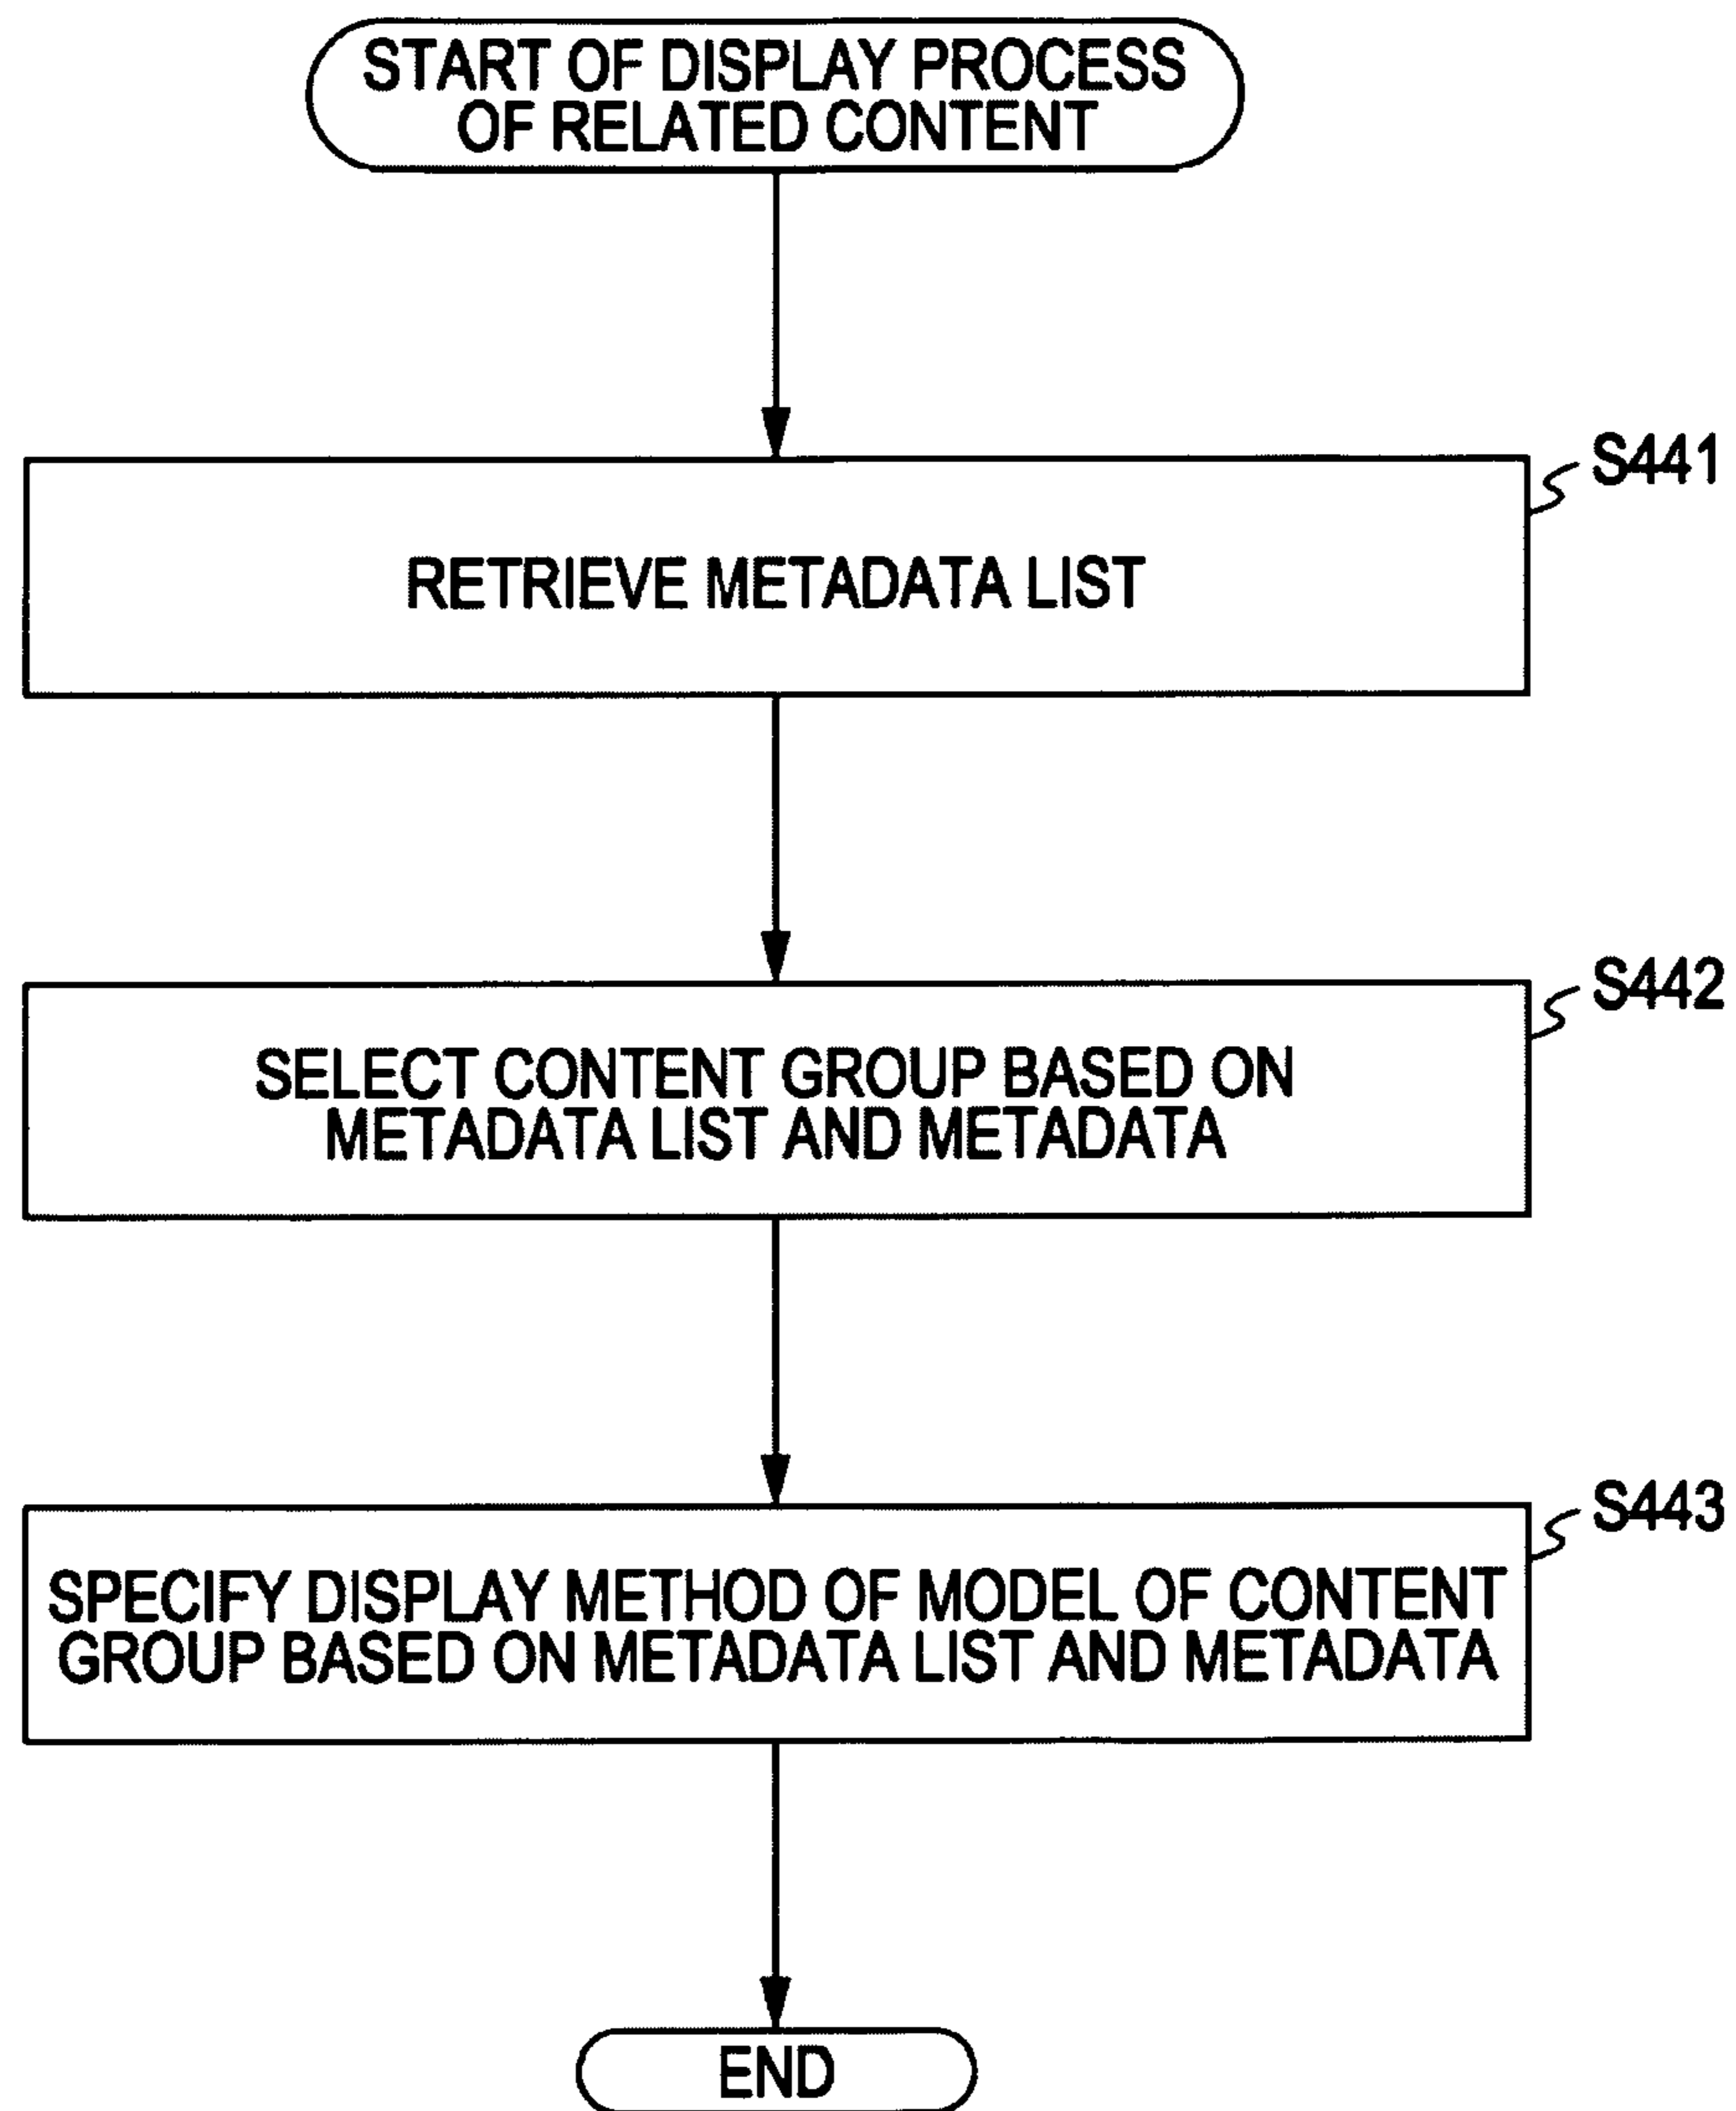 START OF DISPLAY PROCESS
OF RELATED CONTENT
S441
RETRIEVE METADATA LIST
S442
SELECT CONTENT GROUP BASED ON
METADATA LIST AND METADATA
S443
SPECIFY DISPLAY METHOD OF MODEL OF CONTENT
GROUP BASED ON METADATA LIST AND METADATA
END